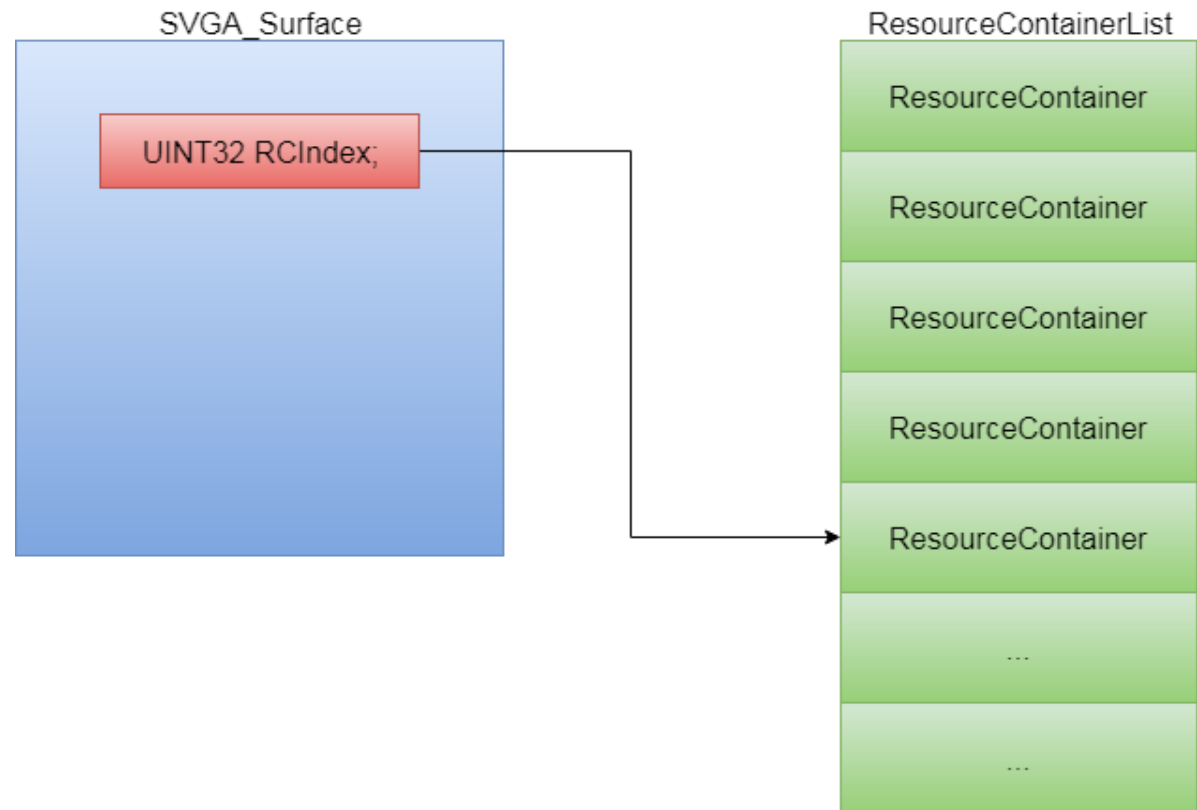 SVGA_Surface
UINT32 RCIndex;
ResourceContainerList
ResourceContainer
ResourceContainer
ResourceContainer
ResourceContainer
ResourceContainer
...
...